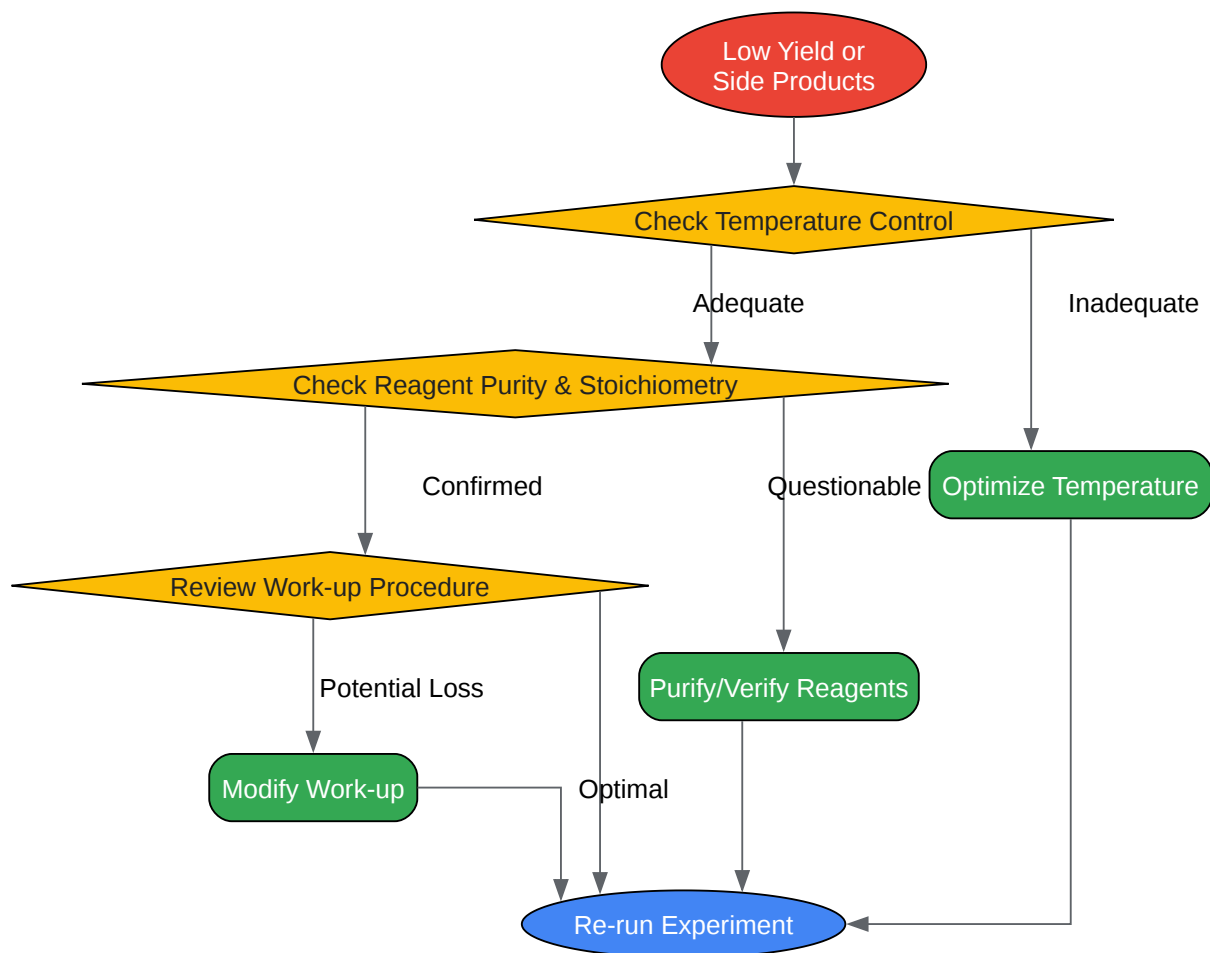 Low Yield or
Side Products
Check Temperature Control
Adequate
Inadequate
Check Reagent Purity & Stoichiometry
Confirmed
Questionable
Optimize Temperature
Review Work-up Procedure
Potential Loss
Purify/Verify Reagents
Modify Work-up
Optimal
Re-run Experiment